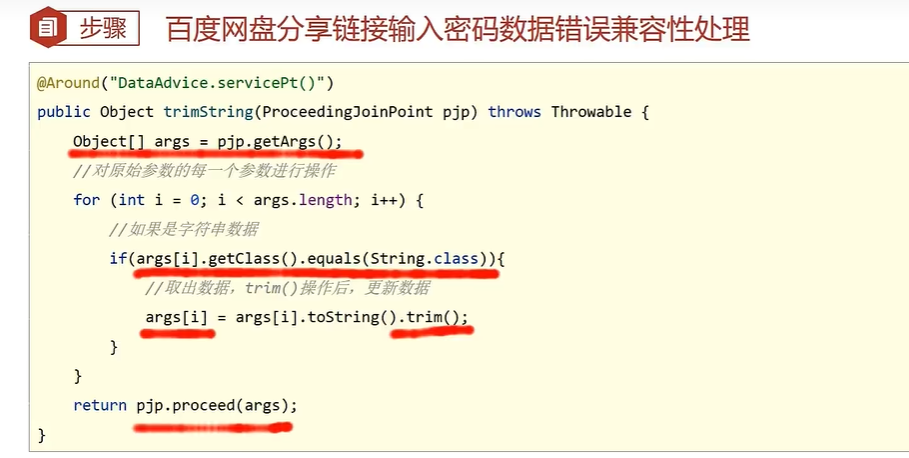 步骤
百度网盘分享链接输入密码数据错误兼容性处理
@Around("DataAdvice.servicePt()")
public Object trimString(ProceedingJoinPoint pjp) throws Throwable {
Object[] args = pjp.getArgs();
//对原始参数的每一个参数进行操作
for (int i = 0; i < args.length; i++) {
//如果是字符串数据
if(args[i].getClass().equals(String.class)){
//取出数据，trim()操作后，更新数据
args[i] = args[i].toString().trim();
}
}
return pjp.proceed(args);
}